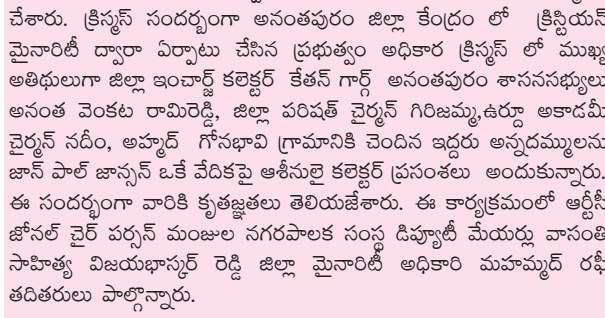 చేశారు. క్రిస్మస్ సందర్బంగా అనంతపురం జిల్లా కేంద్రం లో క్రిస్టియన్
మైనారిటీ ద్వారా ఏర్పాటు చేసిన ప్రభుత్వం అధికార క్రిస్మస్ లో ముఖ్య
అతిథులుగా జిల్లా ఇంచార్జ్ కలెక్టర్ కేతన్ గార్గ్ అనంతపురం శాసనసభ్యులు
అనంత వెంకట రామిరెడ్డి, జిల్లా పరిషత్ చైర్మన్ గిరిజమ్మ,ఉర్దూ అకాడమీ
చైర్మన్ నదీం, అహ్మద్ గోనభావి గ్రామానికి చెందిన ఇద్దరు అన్నదమ్ములను
జాన్ పాల్ జాన్సన్ ఒకే వేదికపై ఆశీనులై కలెక్టర్ ప్రసంశలు అందుకున్నారు.
ఈ సందర్భంగా వారికి కృతజ్ఞతలు తెలియజేశారు. ఈ కార్యక్రమంలో ఆర్టీసీ
జోనల్ చైర్ పర్సన్ మంజుల నగరపాలక సంస్థ డిప్యూటీ మేయర్లు వాసంతి
సాహిత్య విజయభాస్కర్ రెడ్డి జిల్లా మైనారిటీ అధికారి మహమ్మద్ రఫీ
తదితరులు పాల్గొన్నారు.